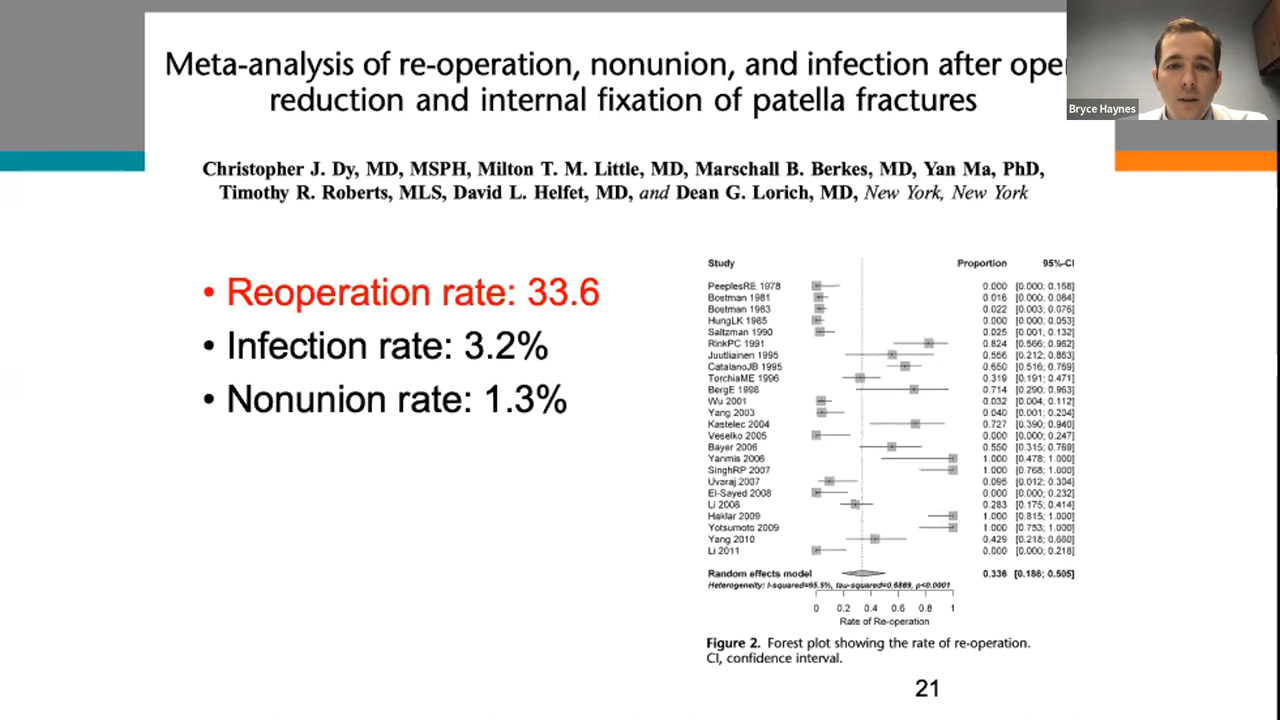 Meta-analysis of re-operation, nonunion, and infection after open
reduction and internal fixation of patella fractures
Bryce Haynes
Christopher J. Dy, MD, MSPH, Milton T. M. Little, MD, Marschall B. Berkes, MD, Yan Ma, PhD,
Timothy R. Roberts, MLS, David L. Helfet, MD, and Dean G. Lorich, MD, New York, New York
• Reoperation rate: 33.6
• Infection rate: 3.2%
• Nonunion rate: 1.3%
Study Proportion 95%-CI
PeeplesRE 1978 0.000 [0.000; 0.158]
Bostman 1981 0.016 [0.000; 0.084]
Bostman 1983 0.022 [0.003; 0.076]
HungLK 1985 0.000 [0.000; 0.053]
Saltzman 1990 0.025 [0.001; 0.132]
RinkPC 1991 0.824 [0.566; 0.962]
Juutliainen 1995 0.556 [0.212; 0.863]
CatalanoJB 1995 0.650 [0.516; 0.769]
TorchiaME 1996 0.319 [0.191; 0.471]
BergE 1998 0.714 [0.290; 0.963]
Wu 2001 0.032 [0.004; 0.112]
Yang 2003 0.040 [0.001; 0.204]
Kastelec 2004 0.727 [0.390; 0.940]
Veselko 2005 0.000 [0.000; 0.247]
Bayer 2006 0.550 [0.315; 0.769]
Yanmis 2006 1.000 [0.478; 1.000]
SinghRP 2007 1.000 [0.768; 1.000]
Uvaraj 2007 0.095 [0.012; 0.304]
El-Sayed 2008 0.000 [0.000; 0.232]
Li 2008 0.283 [0.175; 0.414]
Haklar 2009 1.000 [0.815; 1.000]
Yotsumoto 2009 1.000 [0.753; 1.000]
Yang 2010 0.429 [0.218; 0.660]
Li 2011 0.000 [0.000; 0.218]
Random effects model 0.336 [0.186; 0.505]
Heterogeneity: I-squared=95.5%, tau-squared=0.6869, p<0.0001
0 0.2 0.4 0.6 0.8 1
Rate of Re-operation
Figure 2. Forest plot showing the rate of re-operation.
CI, confidence interval.
21